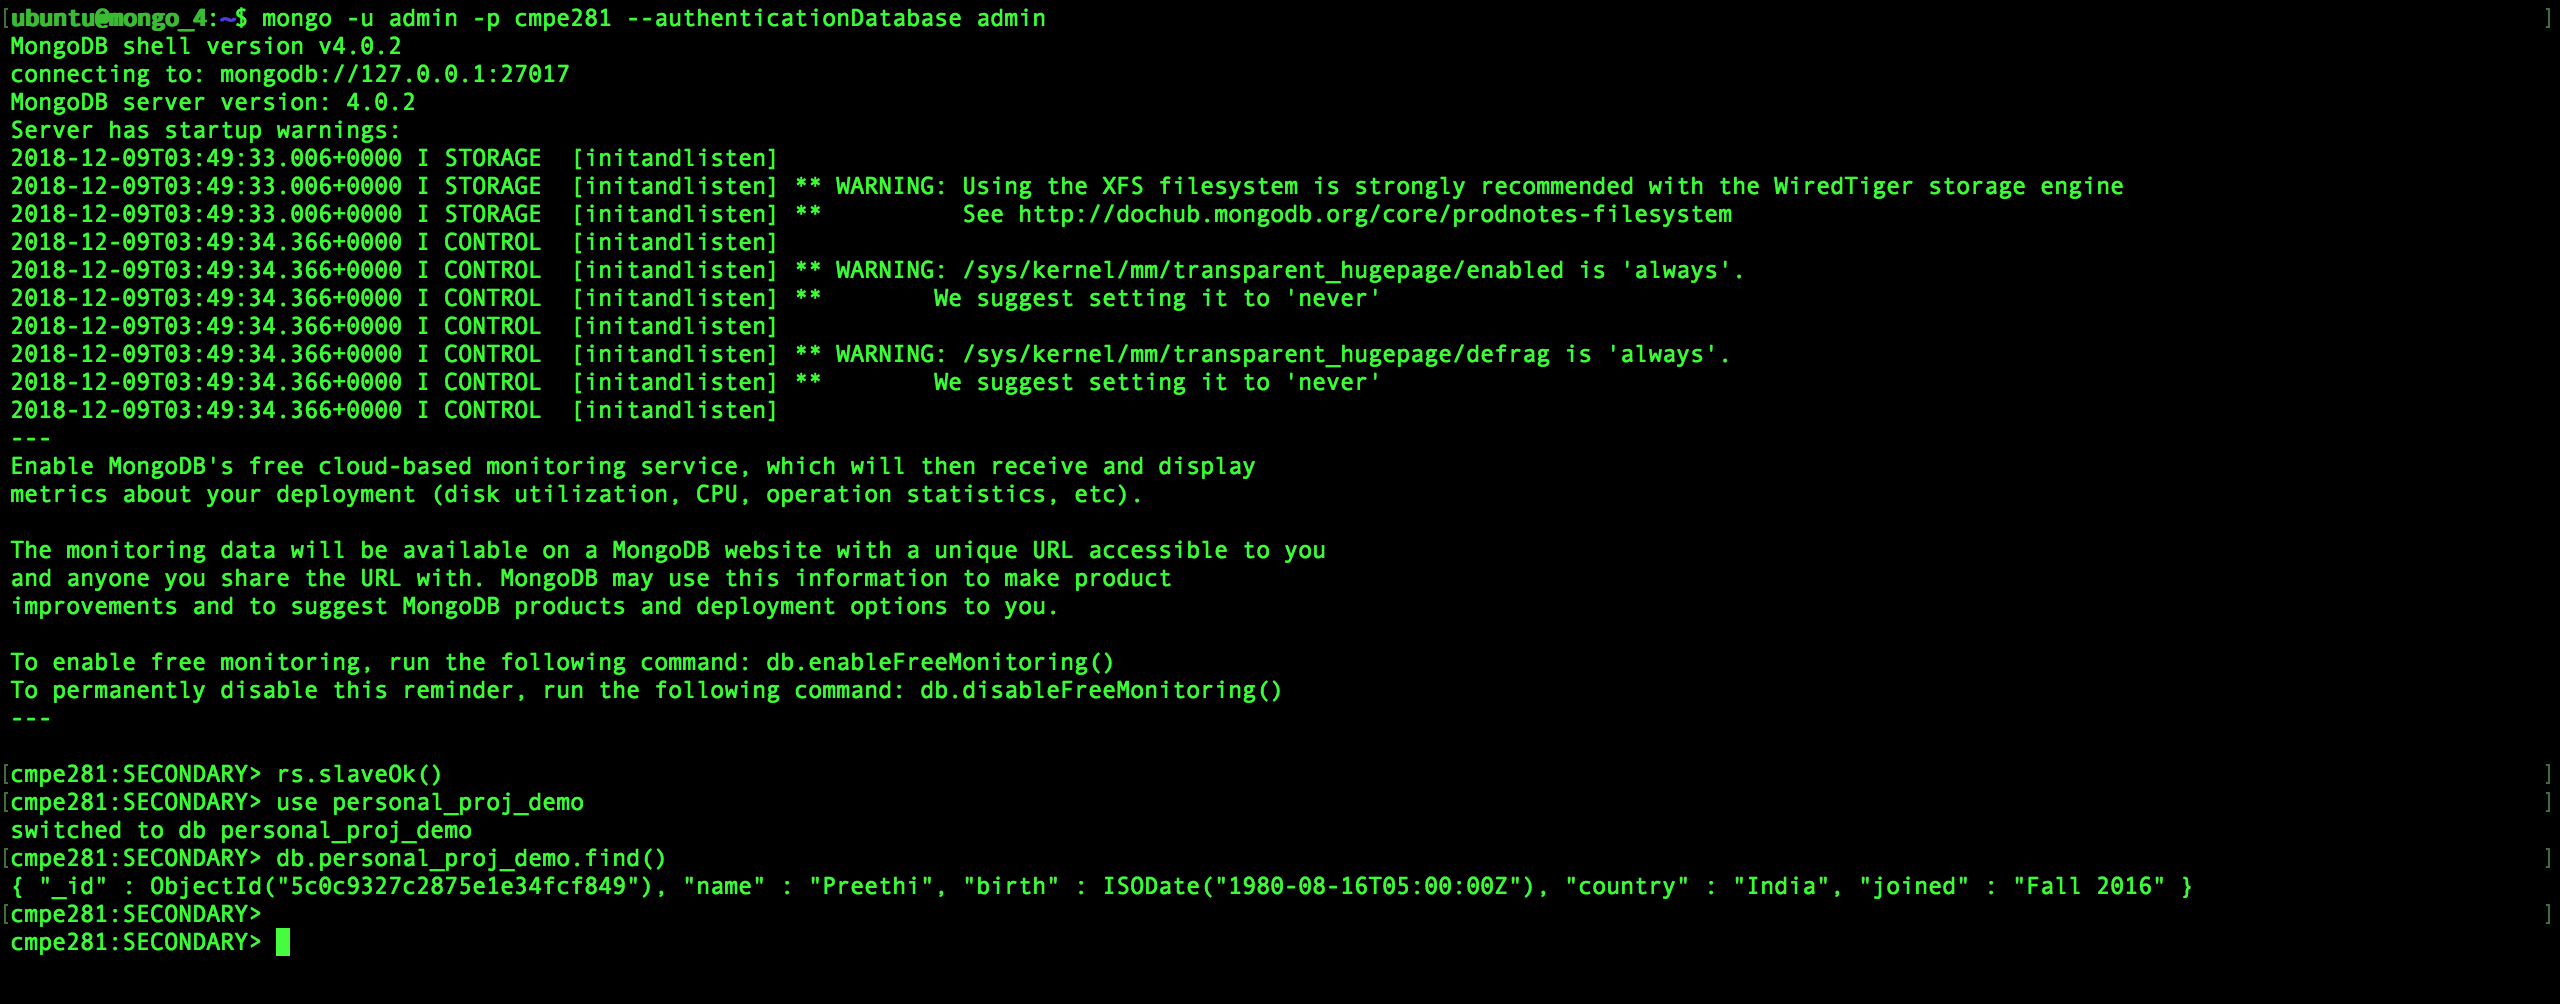 [ubuntu@mongo_4:~$ mongo -u admin -p cmpe281 --authenticationDatabase admin ]
MongoDB shell version v4.0.2
connecting to: mongodb://127.0.0.1:27017
MongoDB server version: 4.0.2
Server has startup warnings:
2018-12-09T03:49:33.006+0000 I STORAGE  [initandlisten]
2018-12-09T03:49:33.006+0000 I STORAGE  [initandlisten] ** WARNING: Using the XFS filesystem is strongly recommended with the WiredTiger storage engine
2018-12-09T03:49:33.006+0000 I STORAGE  [initandlisten] **          See http://dochub.mongodb.org/core/prodnotes-filesystem
2018-12-09T03:49:34.366+0000 I CONTROL  [initandlisten]
2018-12-09T03:49:34.366+0000 I CONTROL  [initandlisten] ** WARNING: /sys/kernel/mm/transparent_hugepage/enabled is 'always'.
2018-12-09T03:49:34.366+0000 I CONTROL  [initandlisten] **        We suggest setting it to 'never'
2018-12-09T03:49:34.366+0000 I CONTROL  [initandlisten]
2018-12-09T03:49:34.366+0000 I CONTROL  [initandlisten] ** WARNING: /sys/kernel/mm/transparent_hugepage/defrag is 'always'.
2018-12-09T03:49:34.366+0000 I CONTROL  [initandlisten] **        We suggest setting it to 'never'
2018-12-09T03:49:34.366+0000 I CONTROL  [initandlisten]
---
Enable MongoDB's free cloud-based monitoring service, which will then receive and display
metrics about your deployment (disk utilization, CPU, operation statistics, etc).
The monitoring data will be available on a MongoDB website with a unique URL accessible to you
and anyone you share the URL with. MongoDB may use this information to make product
improvements and to suggest MongoDB products and deployment options to you.
To enable free monitoring, run the following command: db.enableFreeMonitoring()
To permanently disable this reminder, run the following command: db.disableFreeMonitoring()
---
[cmpe281:SECONDARY> rs.slaveOk() ]
[cmpe281:SECONDARY> use personal_proj_demo ]
switched to db personal_proj_demo
[cmpe281:SECONDARY> db.personal_proj_demo.find() ]
{ "_id" : ObjectId("5c0c9327c2875e1e34fcf849"), "name" : "Preethi", "birth" : ISODate("1980-08-16T05:00:00Z"), "country" : "India", "joined" : "Fall 2016" }
[cmpe281:SECONDARY> ]
cmpe281:SECONDARY>